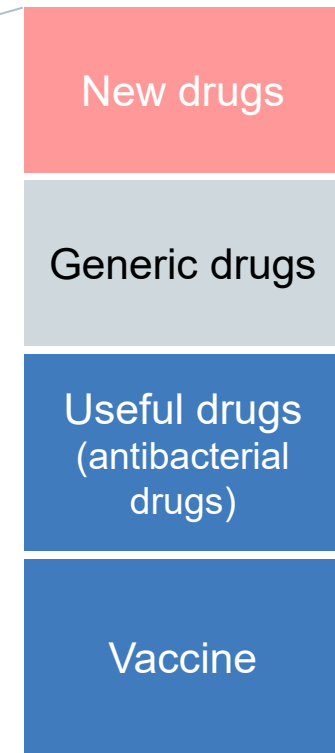 New drugs
Generic drugs
Useful drugs
(antibacterial
drugs)
Vaccine